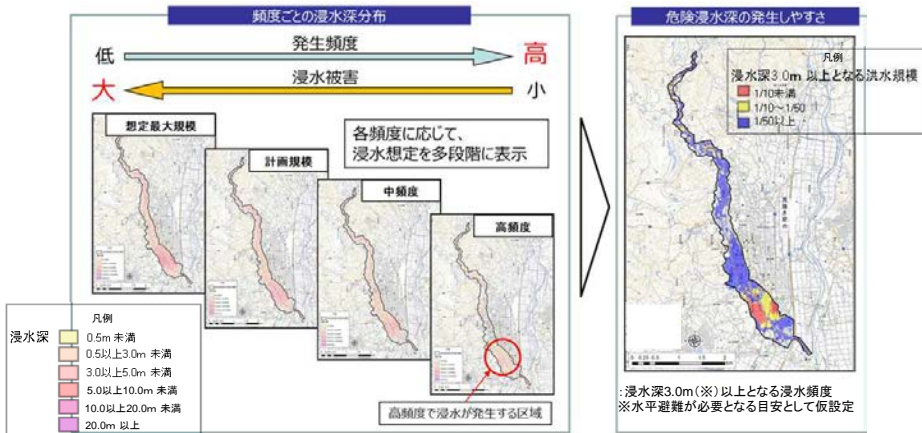 頻度ごとの浸水深分布
低
発生頻度
高
大
浸水被害
小
各頻度に応じて、
浸水想定を多段階に表示
想定最大規模
計画規模
中頻度
高頻度
浸水深
凡例
0.5m 未満
0.5以上3.0m 未満
3.0以上5.0m 未満
5.0以上10.0m 未満
10.0以上20.0m 未満
20.0m 以上
高頻度で浸水が発生する区域
危険浸水深の発生しやすさ
凡例
浸水深3.0m 以上となる洪水規模
1/10未満
1/10~1/50
1/50以上
:浸水深3.0m(※)以上となる浸水頻度
※水平避難が必要となる目安として仮設定